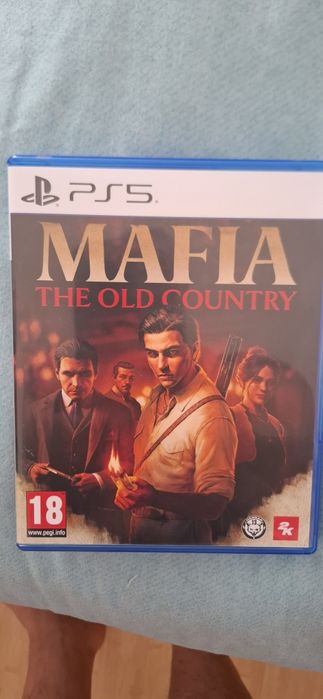 PS5
MAFIA
THE OLD COUNTRY
18
www.pegi.info
2K